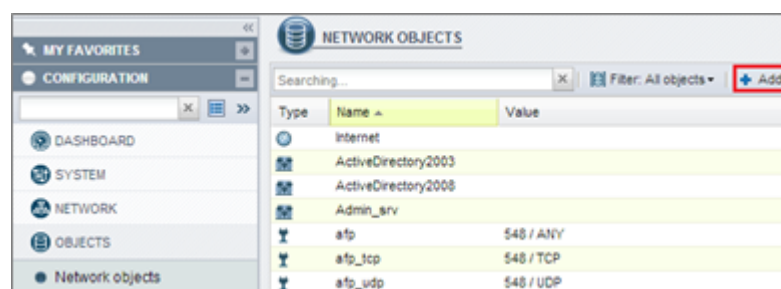 «
MY FAVORITES
CONFIGURATION
»
DASHBOARD
SYSTEM
NETWORK
OBJECTS
Network objects
NETWORK OBJECTS
Searching...
Filter: All objects
Add
Type Name Value
Internet
ActiveDirectory2003
ActiveDirectory2008
Admin_srv
afp 548 / ANY
afp_tcp 548 / TCP
afp_udp 548 / UDP